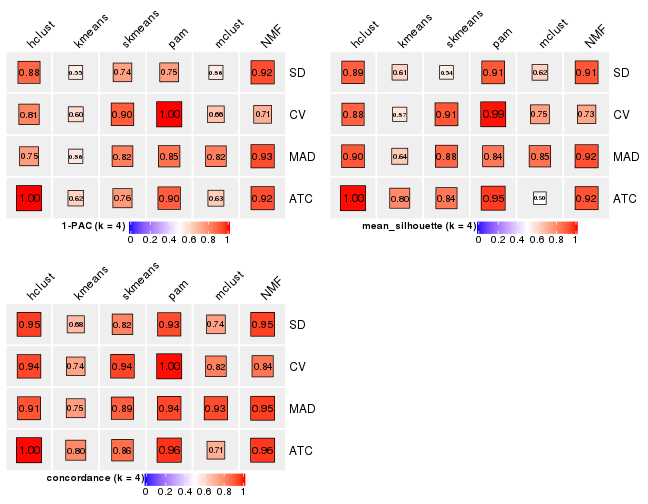 hclust kmeans skmeans pam mclust NMF
0.88 0.55 0.74 0.75 0.56 0.92 SD
0.81 0.60 0.90 1.00 0.66 0.71 CV
0.75 0.56 0.82 0.85 0.82 0.93 MAD
1.00 0.62 0.76 0.90 0.63 0.92 ATC
1-PAC (k = 4)
0 0.2 0.4 0.6 0.8 1
hclust kmeans skmeans pam mclust NMF
0.89 0.61 0.54 0.91 0.62 0.91 SD
0.88 0.57 0.91 0.99 0.75 0.73 CV
0.90 0.64 0.88 0.84 0.85 0.92 MAD
1.00 0.80 0.84 0.95 0.50 0.92 ATC
mean_silhouette (k = 4)
0 0.2 0.4 0.6 0.8 1
hclust kmeans skmeans pam mclust NMF
0.95 0.68 0.82 0.93 0.74 0.95 SD
0.94 0.74 0.94 1.00 0.82 0.84 CV
0.91 0.75 0.89 0.94 0.93 0.95 MAD
1.00 0.80 0.86 0.96 0.71 0.96 ATC
concordance (k = 4)
0 0.2 0.4 0.6 0.8 1